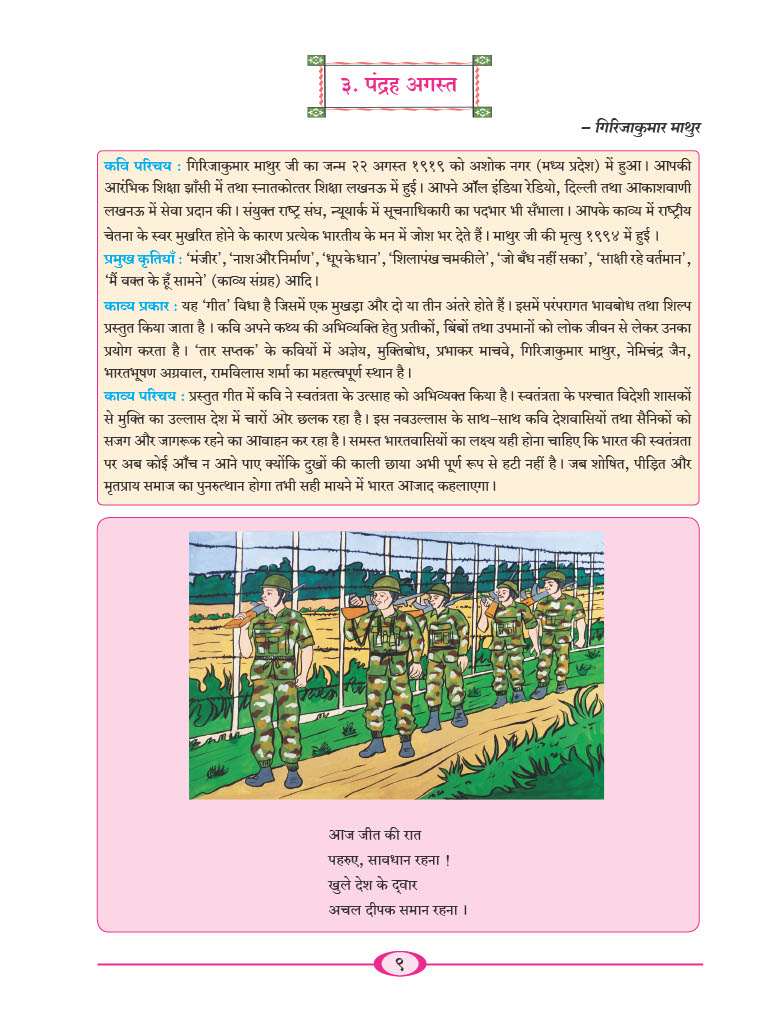 ३. पंद्रह अगस्त
– गिरिजाकुमार माथुर
कवि परिचय : गिरिजाकुमार माथुर जी का जन्म २२ अगस्त १९१९ को अशोक नगर (मध्य प्रदेश) में हुआ । आपकी
आरंभिक शिक्षा झाँसी में तथा स्नातकोत्तर शिक्षा लखनऊ में हुई । आपने ऑल इंडिया रेडियो, दिल्ली तथा आकाशवाणी
लखनऊ में सेवा प्रदान की । संयुक्त राष्ट्र संघ, न्यूयार्क में सूचनाधिकारी का पदभार भी सँभाला । आपके काव्य में राष्ट्रीय
चेतना के स्वर मुखरित होने के कारण प्रत्येक भारतीय के मन में जोश भर देते हैं । माथुर जी की मृत्यु १९९४ में हुई ।
प्रमुख कृतियाँ : ‘मंजीर’, ‘नाश और निर्माण’, ‘धूप के धान’, ‘शिलापंख चमकीले’, ‘जो बँध नहीं सका’, ‘साक्षी रहे वर्तमान’,
‘मैं वक्त के हूँ सामने’ (काव्य संग्रह) आदि ।
काव्य प्रकार : यह ‘गीत’ विधा है जिसमें एक मुखड़ा और दो या तीन अंतरे होते हैं । इसमें परंपरागत भावबोध तथा शिल्प
प्रस्तुत किया जाता है । कवि अपने कथ्य की अभिव्यक्ति हेतु प्रतीकों, बिंबों तथा उपमानों को लोक जीवन से लेकर उनका
प्रयोग करता है । ‘तार सप्तक’ के कवियों में अज्ञेय, मुक्तिबोध, प्रभाकर माचवे, गिरिजाकुमार माथुर, नेमिचंद्र जैन,
भारतभूषण अग्रवाल, रामविलास शर्मा का महत्त्वपूर्ण स्थान है ।
काव्य परिचय : प्रस्तुत गीत में कवि ने स्वतंत्रता के उत्साह को अभिव्यक्त किया है । स्वतंत्रता के पश्चात विदेशी शासकों
से मुक्ति का उल्लास देश में चारों ओर छलक रहा है । इस नवउल्लास के साथ-साथ कवि देशवासियों तथा सैनिकों को
सजग और जागरूक रहने का आवाहन कर रहा है । समस्त भारतवासियों का लक्ष्य यही होना चाहिए कि भारत की स्वतंत्रता
पर अब कोई आँच न आने पाए क्योंकि दुखों की काली छाया अभी पूर्ण रूप से हटी नहीं है । जब शोषित, पीड़ित और
मृतप्राय समाज का पुनरुत्थान होगा तभी सही मायने में भारत आजाद कहलाएगा ।
आज जीत की रात
पहरुए, सावधान रहना !
खुले देश के द्‌वार
अचल दीपक समान रहना ।
९